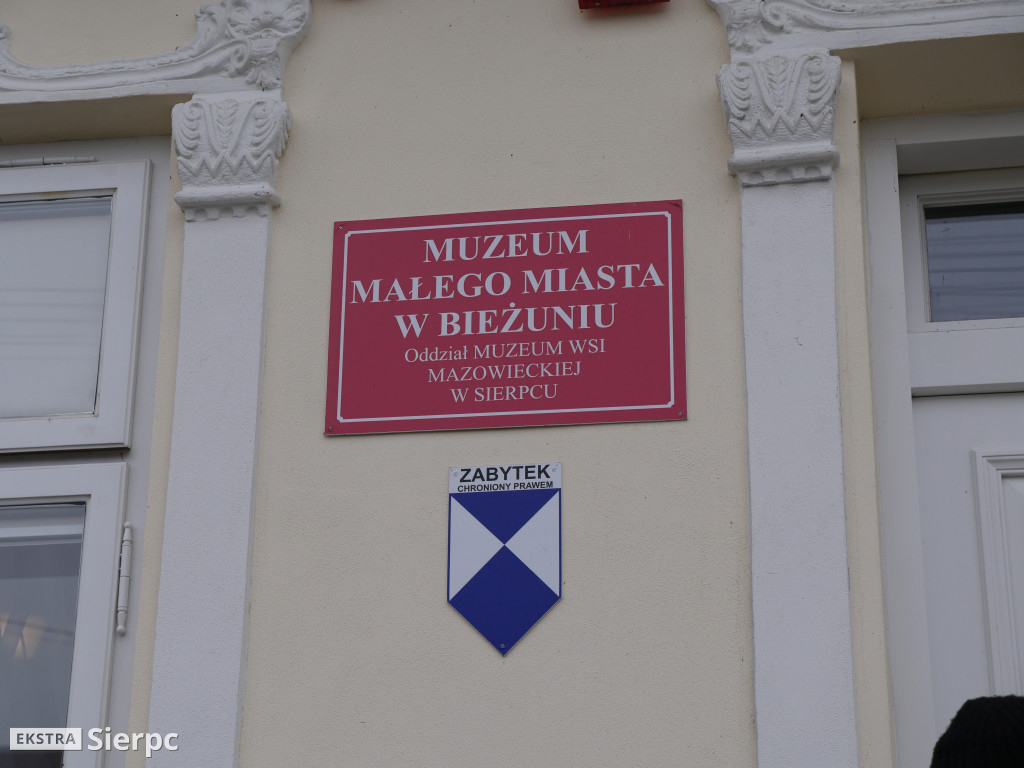 MUZEUM
MAŁEGO MIASTA
W BIEŻUNIU
Oddział MUZEUM WSI
MAZOWIECKIEJ
W SIERPCU
ZABYTEK
CHRONIONY PRAWEM
EKSTRA Sierpc